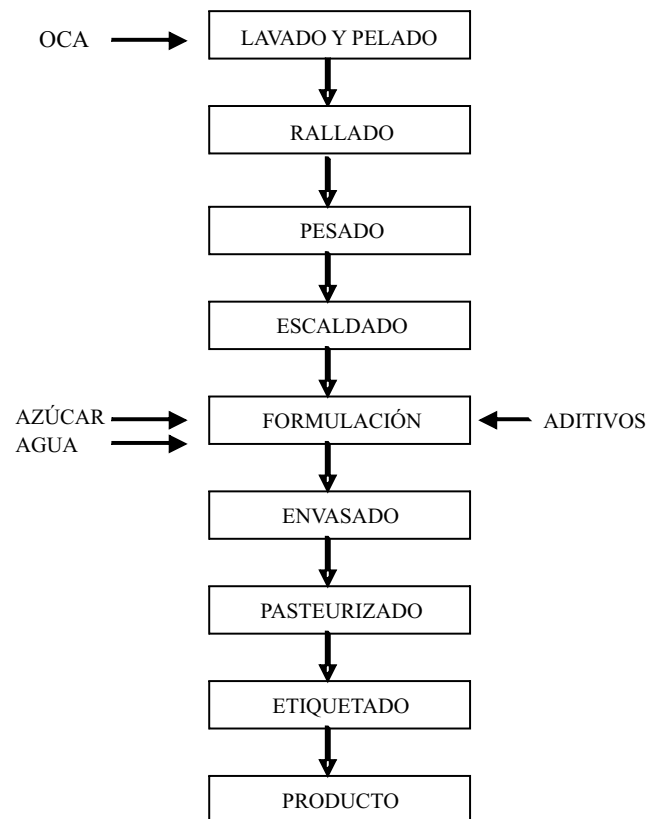 OCA
LAVADO Y PELADO
RALLADO
PESADO
ESCALDADO
AZÚCAR
FORMULACIÓN
ADITIVOS
AGUA
ENVASADO
PASTEURIZADO
ETIQUETADO
PRODUCTO